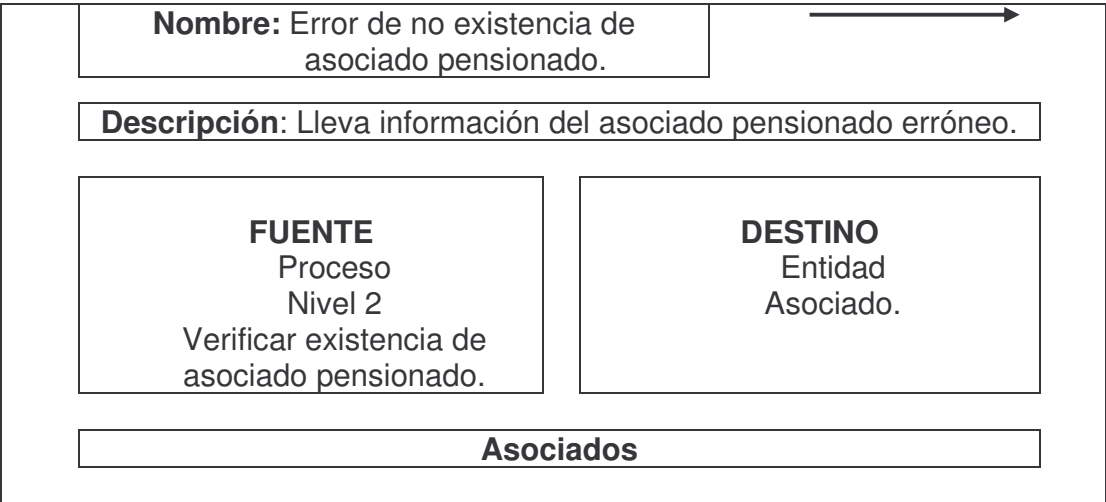 Nombre: Error de no existencia de
asociado pensionado.
Descripción: Lleva información del asociado pensionado erróneo.
FUENTE
Proceso
Nivel 2
Verificar existencia de
asociado pensionado.
DESTINO
Entidad
Asociado.
Asociados